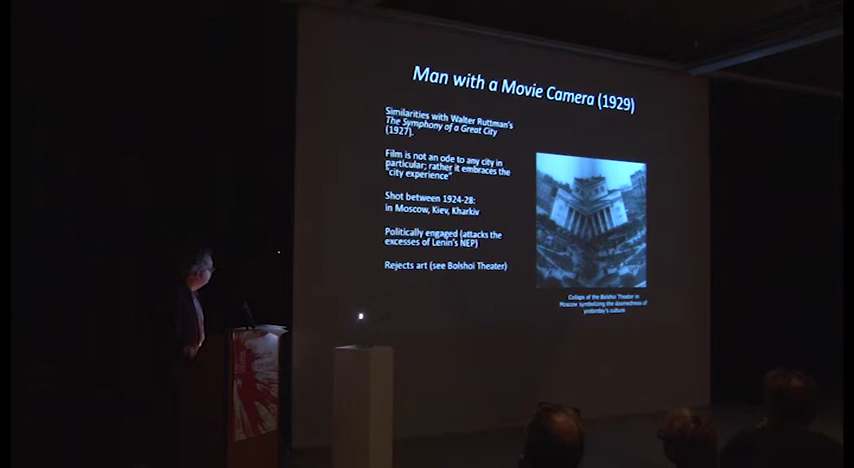 Man with a Movie Camera (1929)
Similarities with Walter Ruttman's
The Symphony of a Great City
(1927).
Film is not an ode to any city in
particular; rather it embraces the
"city experience"
Shot between 1924-28:
in Moscow, Kiev, Kharkiv
Politically engaged (attacks the
excesses of Lenin's NEP)
Rejects art (see Bolshoi Theater)
Collaps of the Bolshoi Theater in
Moscow symbolizing the doomedness of
yesterday's culture